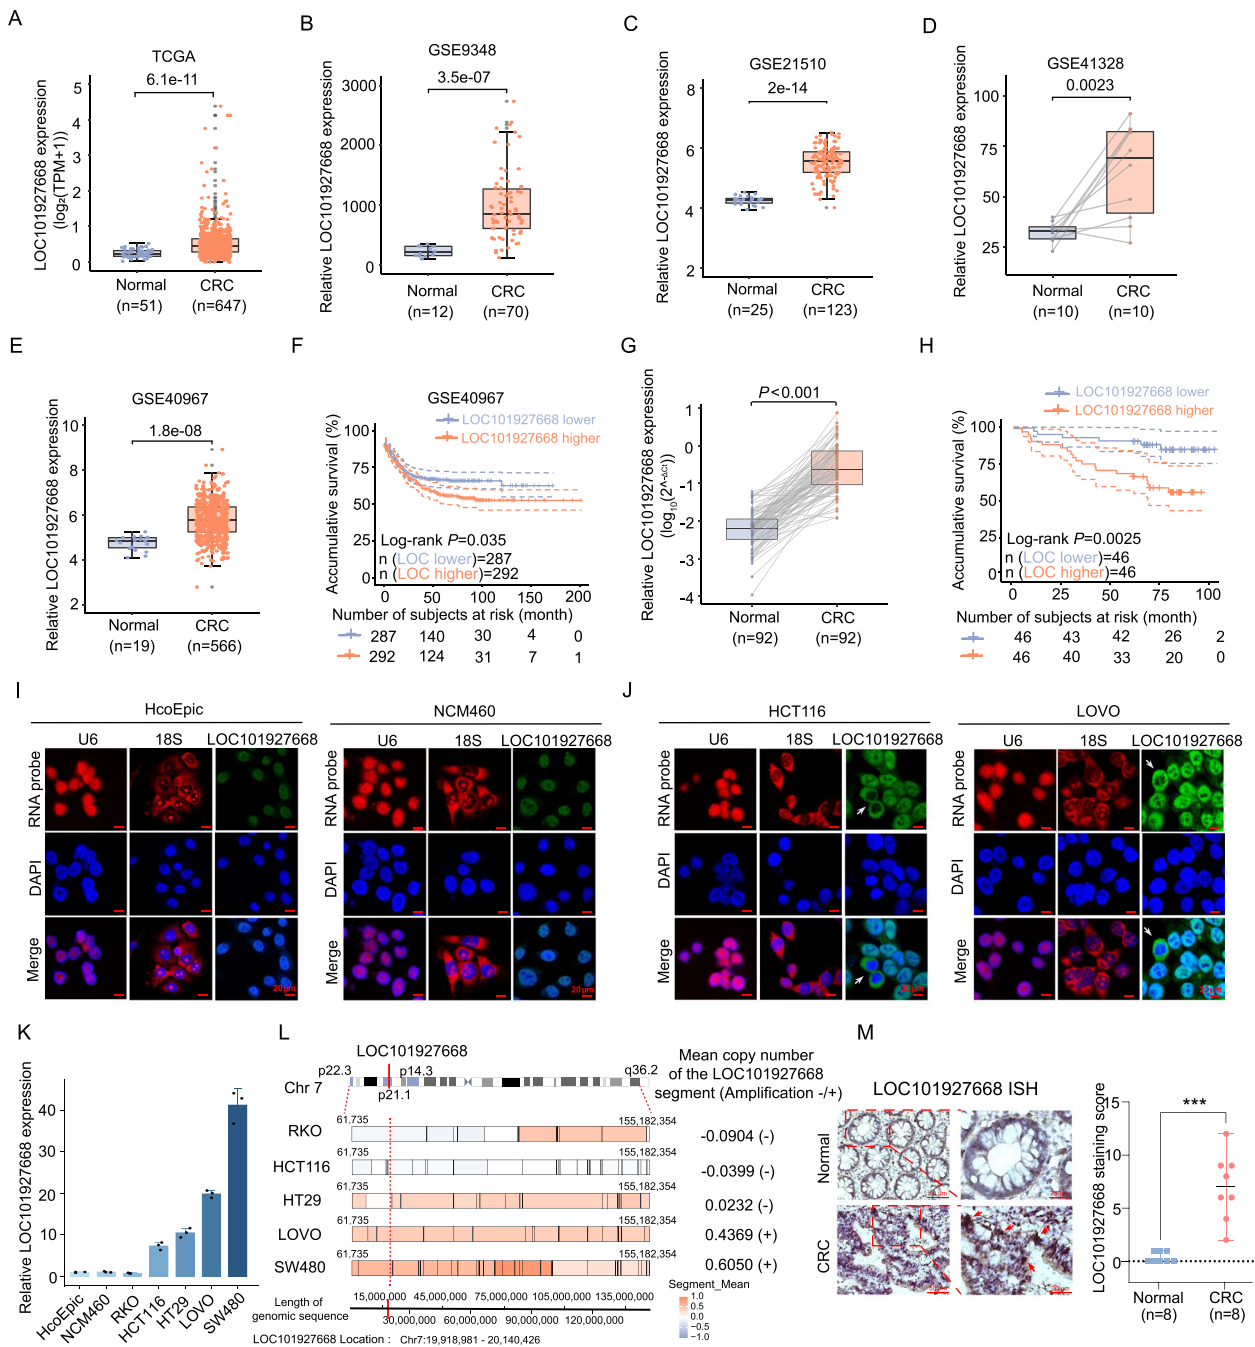 A
TCGA
6.1e-11
LOC101927668 expression
(log₂(TPM+1))
5
4
3
2
1
0
Normal
(n=51)
CRC
(n=647)
B
GSE9348
3.5e-07
Relative LOC101927668 expression
3000
2000
1000
0
Normal
(n=12)
CRC
(n=70)
C
GSE21510
2e-14
Relative LOC101927668 expression
8
6
4
2
Normal
(n=25)
CRC
(n=123)
D
GSE41328
0.0023
Relative LOC101927668 expression
100
75
50
25
Normal
(n=10)
CRC
(n=10)
E
GSE40967
1.8e-08
Relative LOC101927668 expression
10
8
6
4
2
Normal
(n=19)
CRC
(n=566)
F
GSE40967
LOC101927668 lower
LOC101927668 higher
Accumulative survival (%)
100
75
50
25
0
Log-rank P=0.035
n (LOC lower)=287
n (LOC higher)=292
0 50 100 150 200
Number of subjects at risk (month)
287 140 30 4 0
292 124 31 7 1
G
P<0.001
Relative LOC101927668 expression
(log₁₀(2^-ΔCt))
1
0
-1
-2
-3
-4
Normal
(n=92)
CRC
(n=92)
H
LOC101927668 lower
LOC101927668 higher
Accumulative survival (%)
100
75
50
25
0
Log-rank P=0.0025
n (LOC lower)=46
n (LOC higher)=46
0 25 50 75 100
Number of subjects at risk (month)
46 43 42 26 2
46 40 33 20 0
I
HcoEpic
NCM460
U6 18S LOC101927668
U6 18S LOC101927668
RNA probe
DAPI
Merge
20 μm
RNA probe
DAPI
Merge
20 μm
J
HCT116
LOVO
U6 18S LOC101927668
U6 18S LOC101927668
RNA probe
DAPI
Merge
20 μm
RNA probe
DAPI
Merge
20 μm
K
Relative LOC101927668 expression
40
30
20
10
0
HcoEpic
NCM460
RKO
HCT116
HT29
LOVO
SW480
L
LOC101927668
p22.3 p14.3 q36.2
Chr 7
p21.1
Mean copy number
of the LOC101927668
segment (Amplification -/+)
61,735 155,182,354
RKO -0.0904 (-)
61,735 155,182,354
HCT116 -0.0399 (-)
61,735 155,182,354
HT29 0.0232 (-)
61,735 155,182,354
LOVO 0.4369 (+)
61,735 155,182,354
SW480 0.6050 (+)
Segment_Mean
1.0
0.5
0.0
-0.5
-1.0
Length of
genomic sequence
15,000,000 45,000,000 75,000,000 105,000,000 145,000,000
30,000,000 60,000,000 90,000,000 120,000,000
LOC101927668 Location : Chr7:19,918,981 - 20,140,426
M
LOC101927668 ISH
Normal
CRC
LOC101927668 staining score
15
10
5
0
***
Normal
(n=8)
CRC
(n=8)